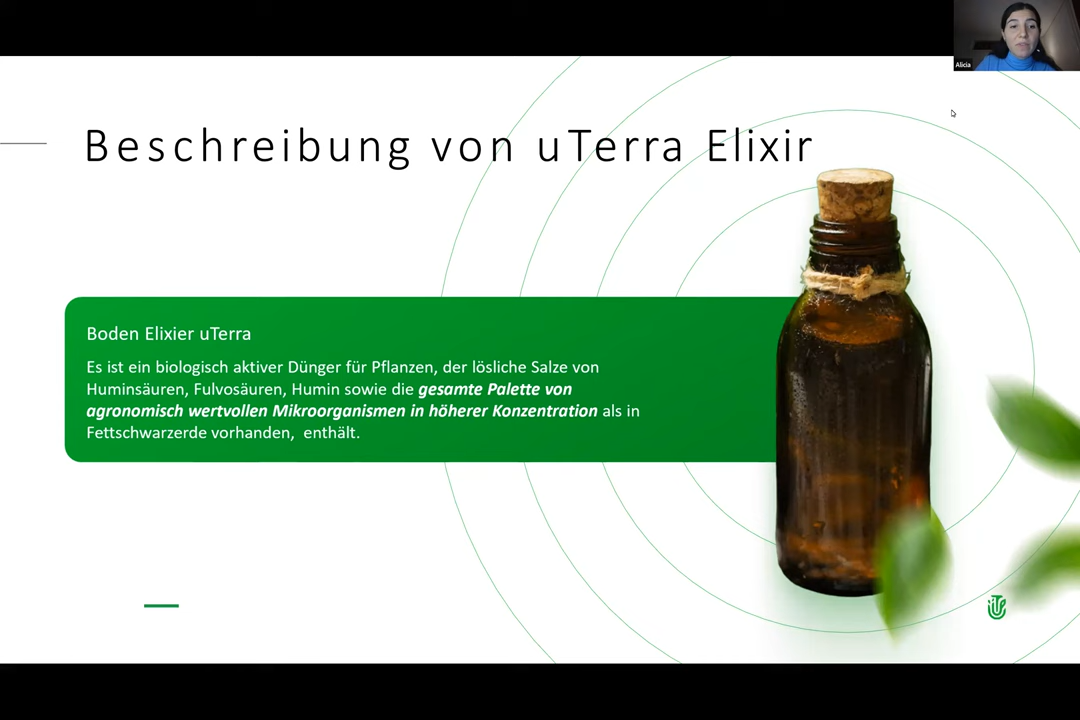 Alicia
Beschreibung von uTerra Elixir
Boden Elixier uTerra
Es ist ein biologisch aktiver Dünger für Pflanzen, der lösliche Salze von
Huminsäuren, Fulvosäuren, Humin sowie die gesamte Palette von
agronomisch wertvollen Mikroorganismen in höherer Konzentration als in
Fettschwarzerde vorhanden,  enthält.